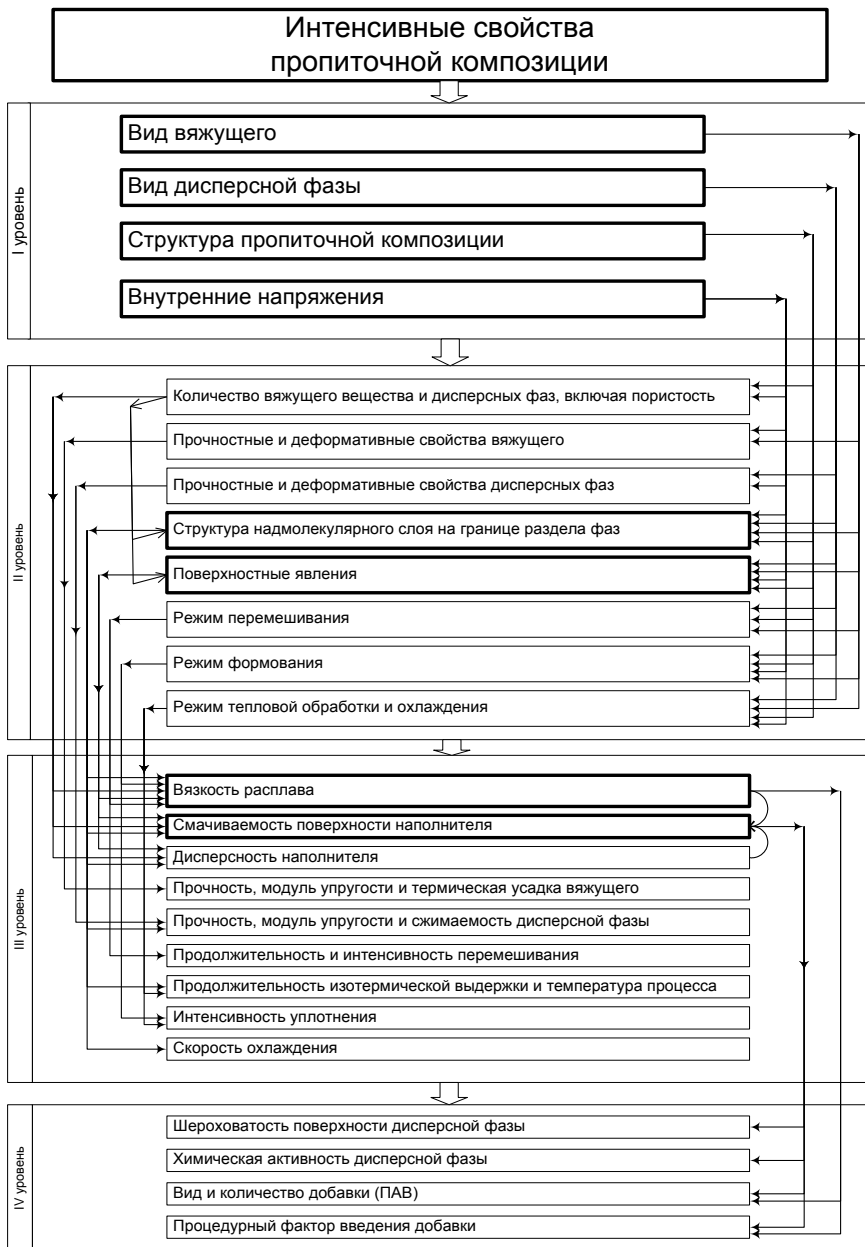 Интенсивные свойства
пропиточной композиции
I уровень
Вид вяжущего
Вид дисперсной фазы
Структура пропиточной композиции
Внутренние напряжения
II уровень
Количество вяжущего вещества и дисперсных фаз, включая пористость
Прочностные и деформативные свойства вяжущего
Прочностные и деформативные свойства дисперсных фаз
Структура надмолекулярного слоя на границе раздела фаз
Поверхностные явления
Режим перемешивания
Режим формования
Режим тепловой обработки и охлаждения
III уровень
Вязкость расплава
Смачиваемость поверхности наполнителя
Дисперсность наполнителя
Прочность, модуль упругости и термическая усадка вяжущего
Прочность, модуль упругости и сжимаемость дисперсной фазы
Продолжительность и интенсивность перемешивания
Продолжительность изотермической выдержки и температура процесса
Интенсивность уплотнения
Скорость охлаждения
IV уровень
Шероховатость поверхности дисперсной фазы
Химическая активность дисперсной фазы
Вид и количество добавки (ПАВ)
Процедурный фактор введения добавки